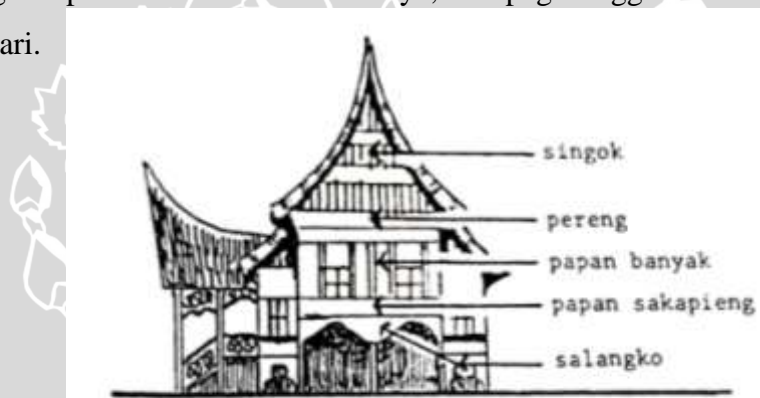 ari.
singok
pereng
papan banyak
papan sakapieng
salangko